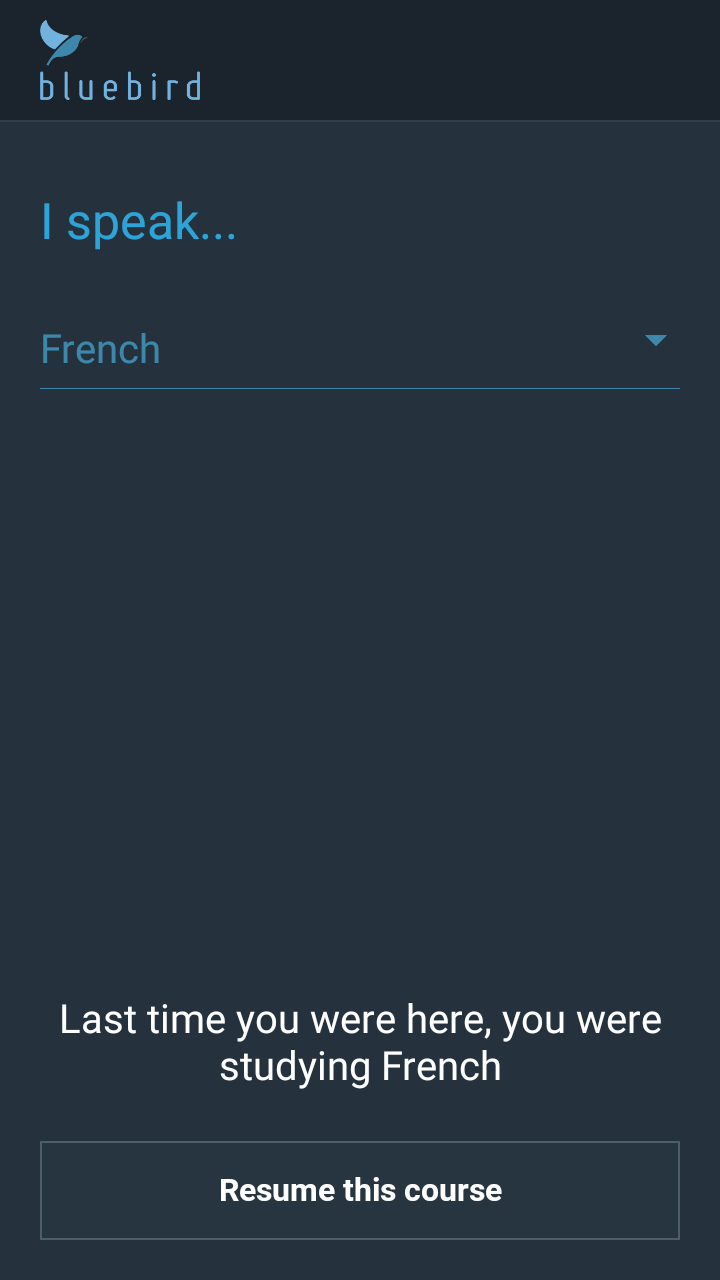 bluebird
I speak...
French
Last time you were here, you were
studying French
Resume this course